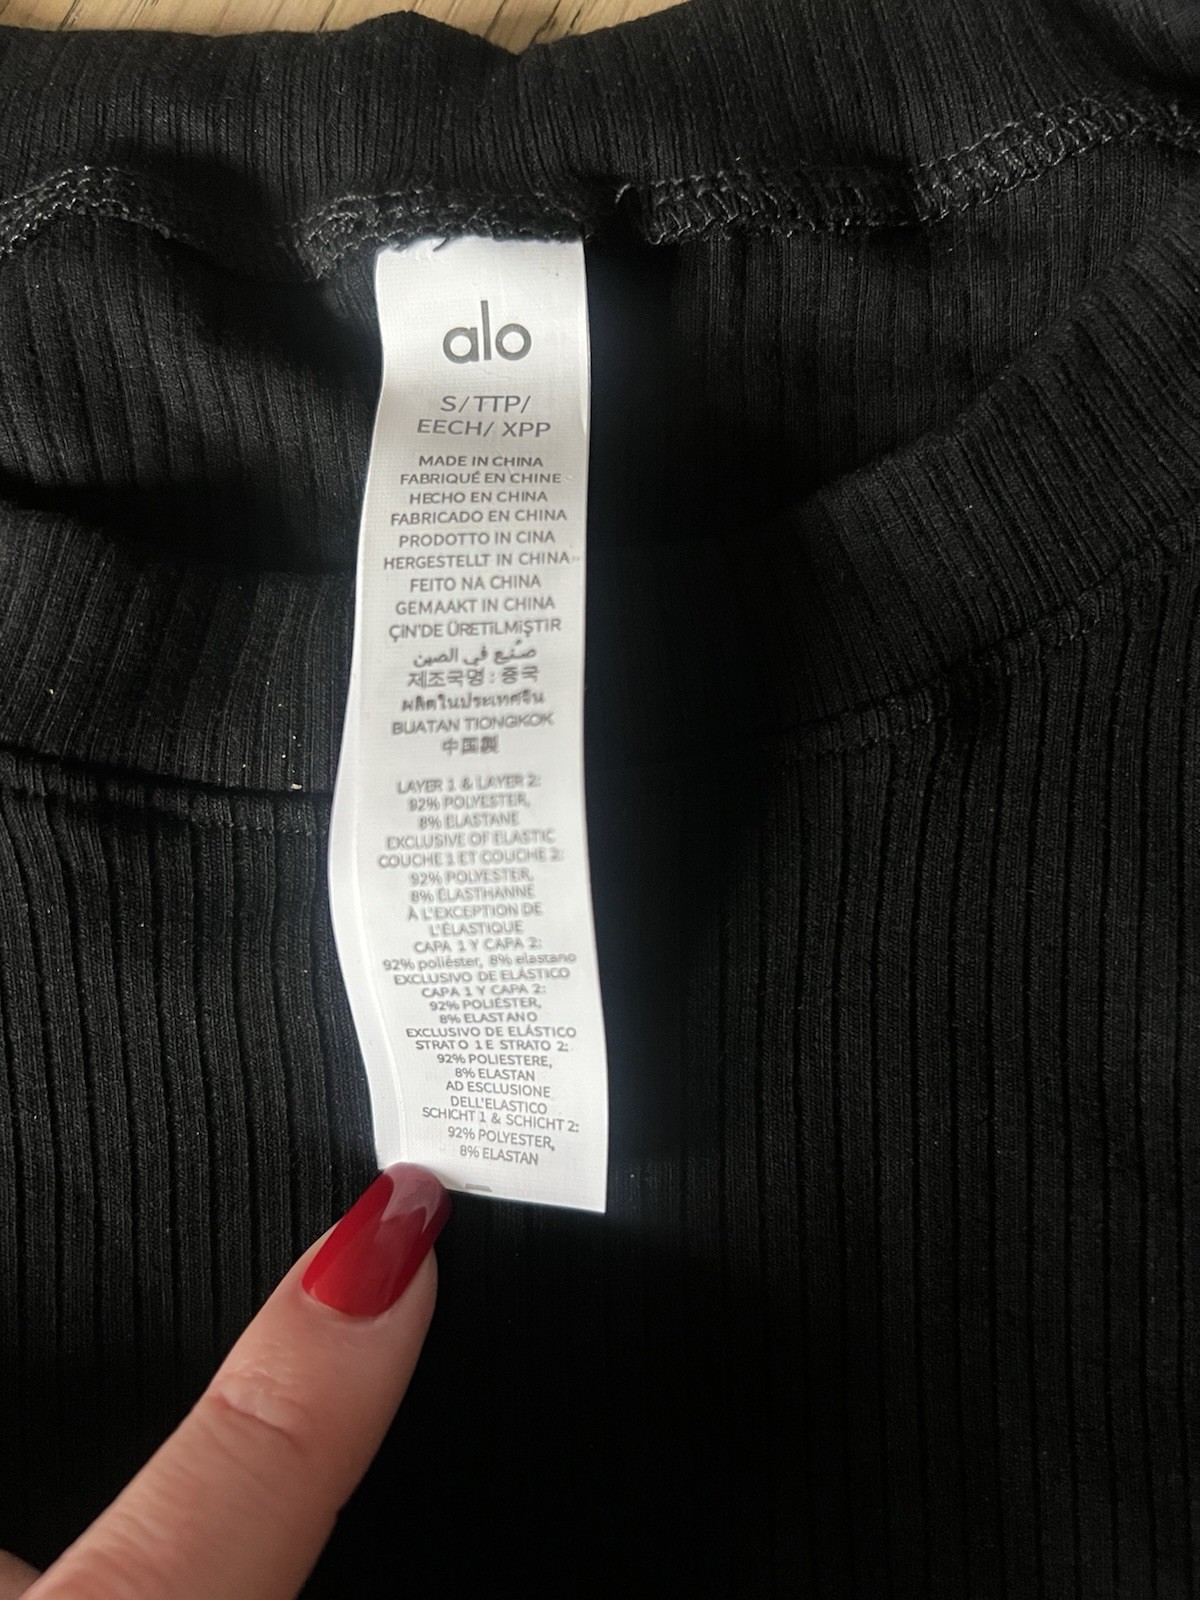 alo
S/TTP/
EECH/ XPP
MADE IN CHINA
FABRIQUÉ EN CHINE
HECHO EN CHINA
FABRICADO EN CHINA
PRODOTTO IN CINA
HERGESTELLT IN CHINA
FEITO NA CHINA
GEMAAKT IN CHINA
ÇIN'DE ÜRETİLMİŞTİR
صُنع في الصين
제조국명 : 중국
ผลิตในประเทศจีน
BUATAN TIONGKOK
中国製
LAYER 1 & LAYER 2:
92% POLYESTER,
8% ELASTANE
EXCLUSIVE OF ELASTIC
COUCHE 1 ET COUCHE 2:
92% POLYESTER,
8% ÉLASTHANNE
À L'EXCEPTION DE
L'ÉLASTIQUE
CAPA 1 Y CAPA 2:
92% poliéster, 8% elastano
EXCLUSIVO DE ELÁSTICO
CAPA 1 Y CAPA 2:
92% POLIÉSTER,
8% ELASTANO
EXCLUSIVO DE ELÁSTICO
STRATO 1 E STRATO 2:
92% POLIESTERE,
8% ELASTAN
AD ESCLUSIONE
DELL'ELASTICO
SCHICHT 1 & SCHICHT 2:
92% POLYESTER,
8% ELASTAN